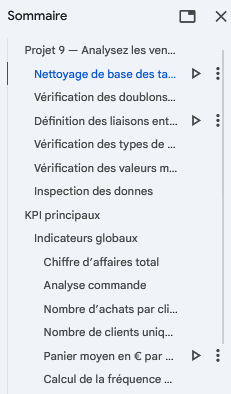 Sommaire
Projet 9 — Analysez les ven...
Nettoyage de base des ta...
Vérification des doublons...
Définition des liaisons ent...
Vérification des types de ...
Vérification des valeurs m...
Inspection des donnes
KPI principaux
Indicateurs globaux
Chiffre d'affaires total
Analyse commande
Nombre d'achats par cli...
Nombre de clients uniq...
Panier moyen en € par ...
Calcul de la fréquence ...